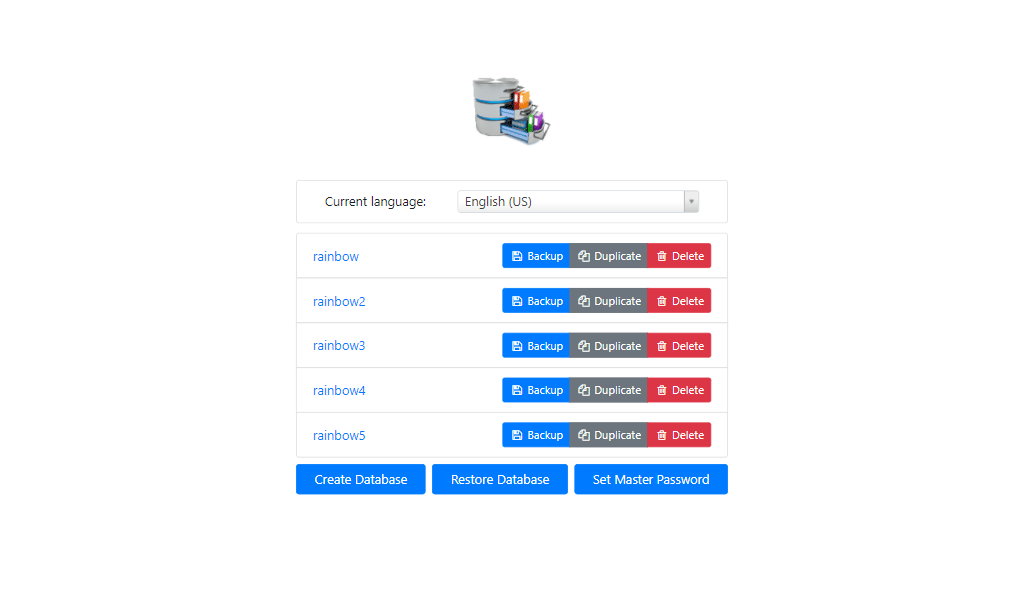 Current language: English (US)
rainbow Backup Duplicate Delete
rainbow2 Backup Duplicate Delete
rainbow3 Backup Duplicate Delete
rainbow4 Backup Duplicate Delete
rainbow5 Backup Duplicate Delete
Create Database Restore Database Set Master Password